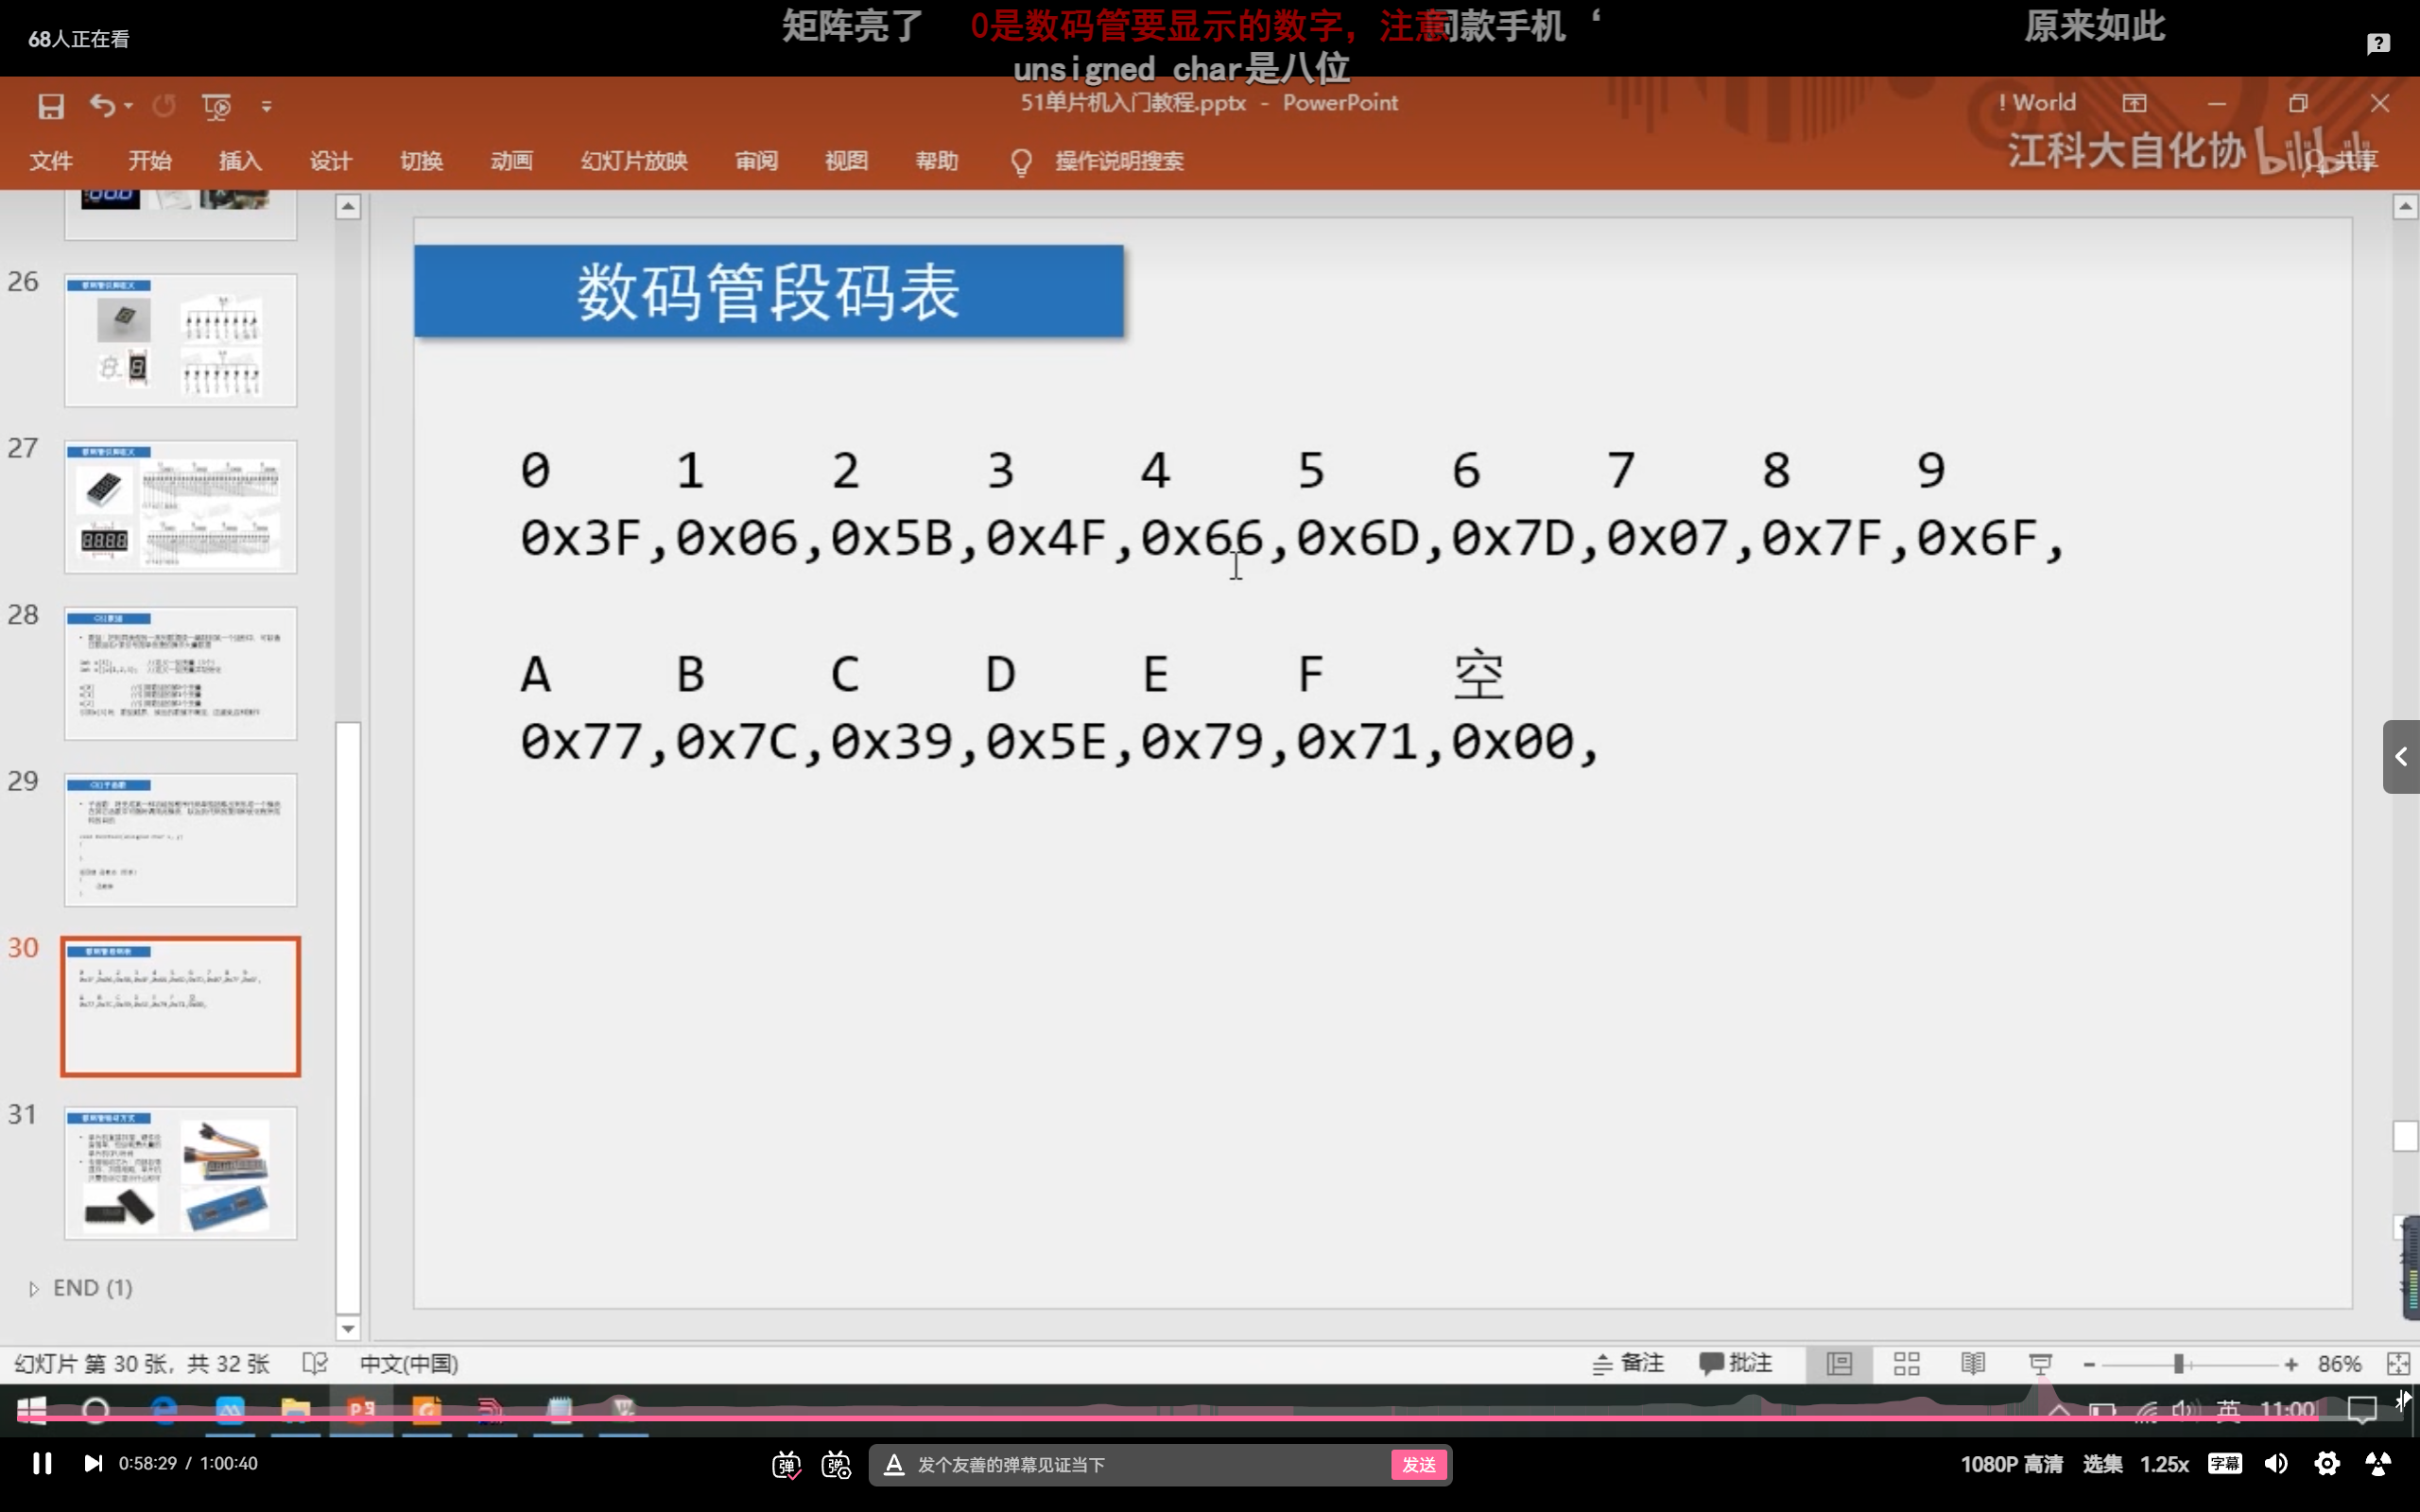 68人正在看
矩阵亮了
0是数码管要显示的数字，注意
同款手机‘
原来如此
unsigned char是八位
51单片机入门教程.pptx - PowerPoint
! World
江科大自化协 bilibili
文件 开始 插入 设计 切换 动画 幻灯片放映 审阅 视图 帮助 操作说明搜索 共享
26
27
28
29
30
31
END (1)
数码管段码表
0 1 2 3 4 5 6 7 8 9
0x3F,0x06,0x5B,0x4F,0x66,0x6D,0x7D,0x07,0x7F,0x6F,
A B C D E F 空
0x77,0x7C,0x39,0x5E,0x79,0x71,0x00,
幻灯片 第 30 张，共 32 张 中文(中国) 备注 批注 86%
英 11:00
0:58:29 / 1:00:40
弹 弹 发个友善的弹幕见证当下 发送
1080P 高清 选集 1.25x 字幕